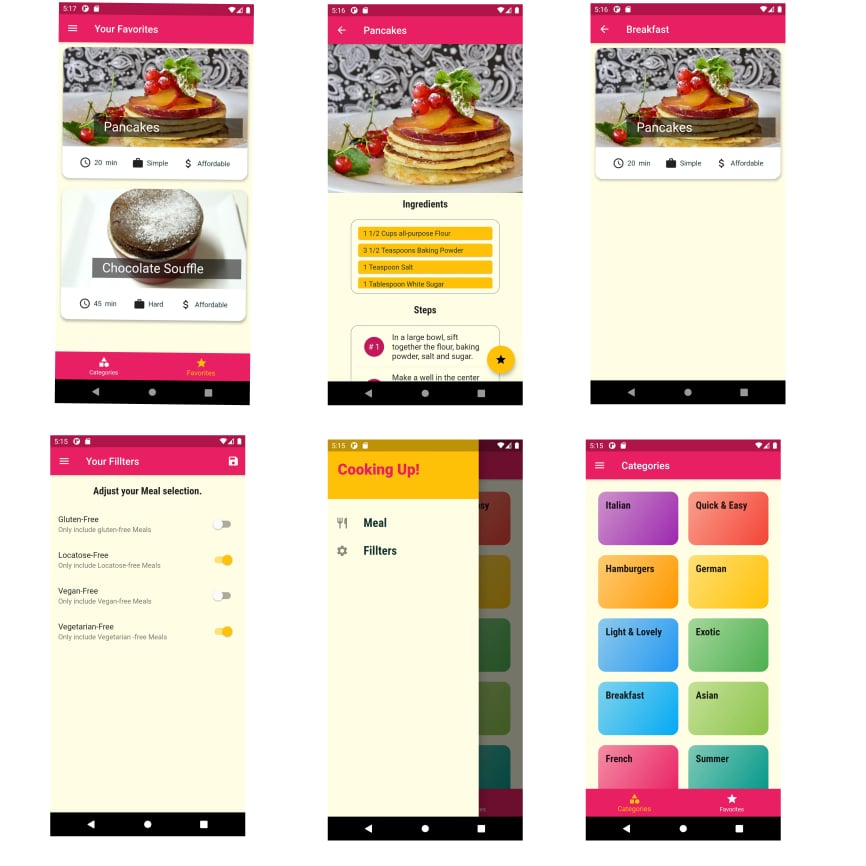 5:17
Your Favorites
Pancakes
20 min Simple Affordable
Chocolate Souffle
45 min Hard Affordable
Categories Favorites
5:16
Pancakes
Ingredients
1 1/2 Cups all-purpose Flour
3 1/2 Teaspoons Baking Powder
1 Teaspoon Salt
1 Tablespoon White Sugar
Steps
# 1
In a large bowl, sift
together the flour, baking
powder, salt and sugar.
Make a well in the center
5:16
Breakfast
Pancakes
20 min Simple Affordable
5:15
Your Fillters
Adjust your Meal selection.
Gluten-Free
Only include gluten-free Meals
Locatose-Free
Only include Locatose-free Meals
Vegan-Free
Only include Vegan-free Meals
Vegetarian-Free
Only include Vegetarian -free Meals
5:15
Cooking Up!
Meal
Fillters
5:15
Categories
Italian Quick & Easy
Hamburgers German
Light & Lovely Exotic
Breakfast Asian
French Summer
Categories Favorites